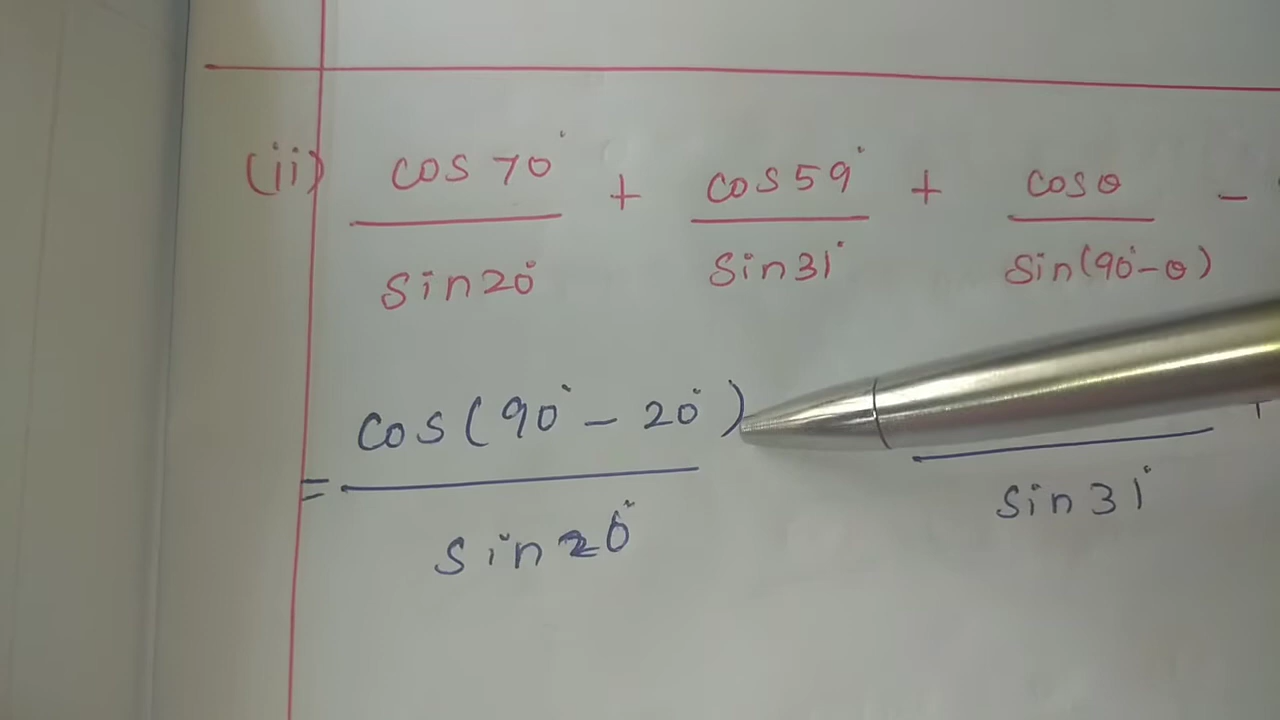 (ii) cos 70° / sin 20° + cos 59° / sin 31° + cos θ / sin(90° - θ) -
= cos(90° - 20°) / sin 20° / sin 31° +